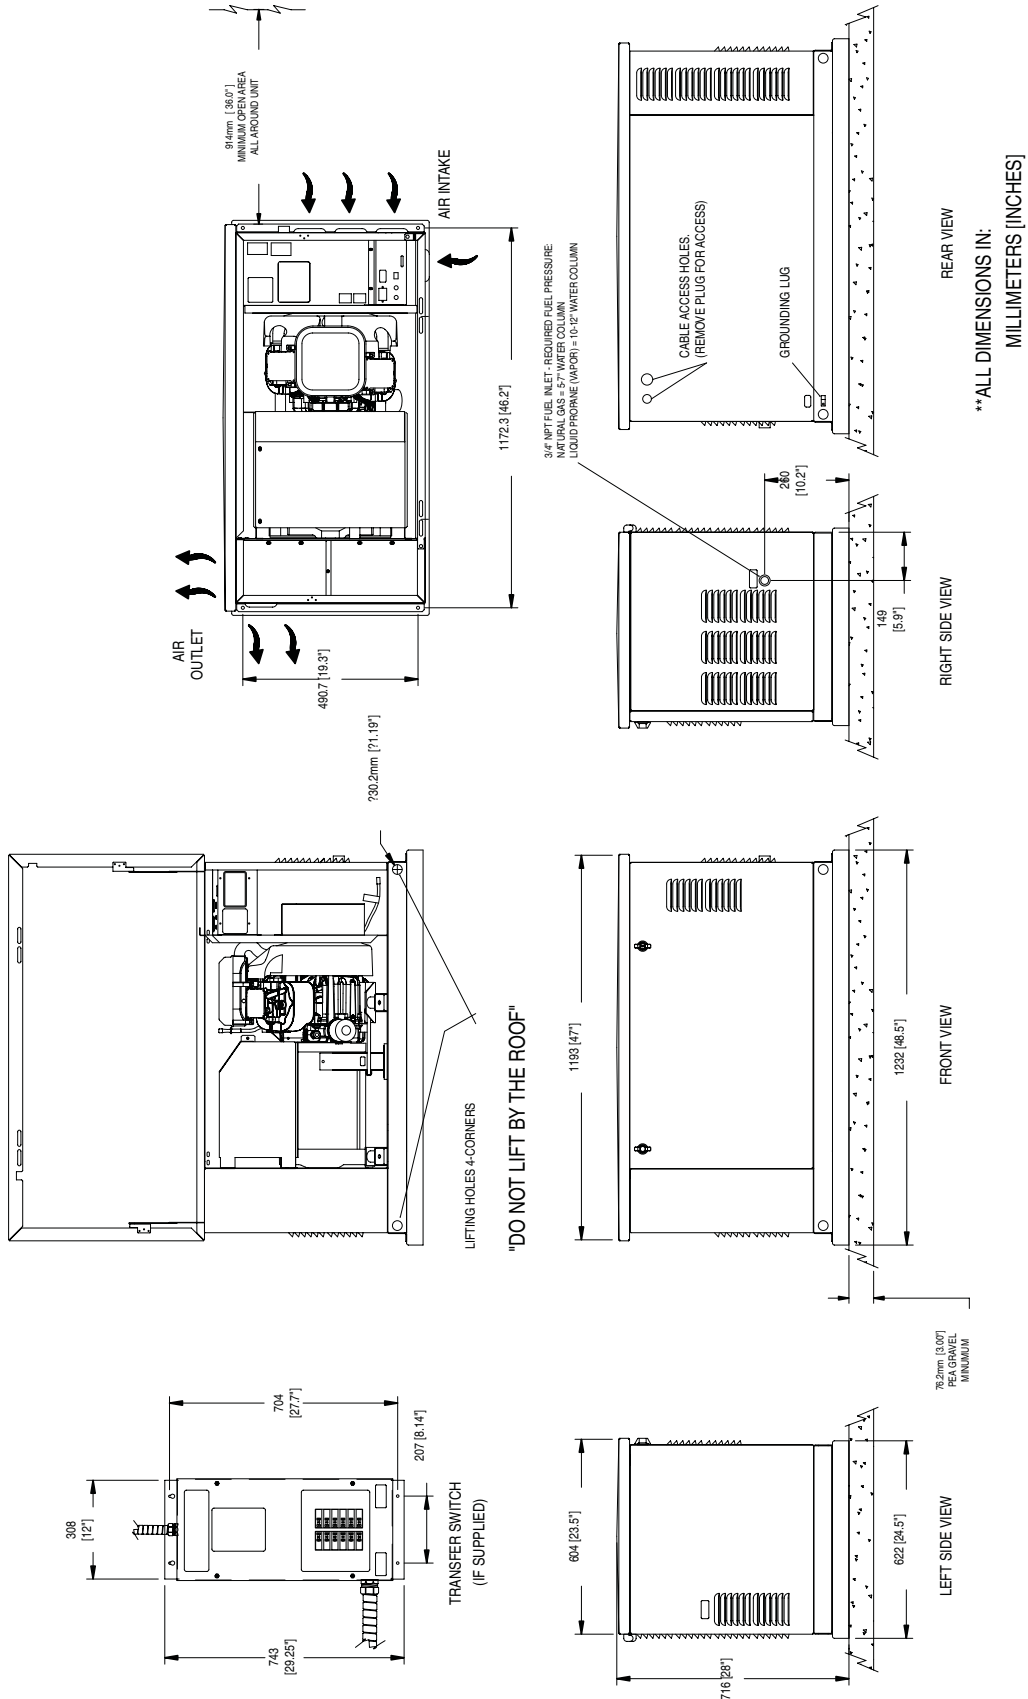 308
[12"]
743
[29.25"]
704
[27.7"]
207 [8.14"]
TRANSFER SWITCH
(IF SUPPLIED)
LIFTING HOLES 4-CORNERS
"DO NOT LIFT BY THE ROOF"
?30.2mm [?1.19"]
AIR
OUTLET
490.7 [19.3"]
1172.3 [46.2"]
AIR INTAKE
914mm [ 36.0" ]
MINIMUM OPEN AREA
ALL AROUND UNIT
604 [23.5"]
716 [28"]
622 [24.5"]
LEFT SIDE VIEW
76.2mm [3.00"]
PEA GRAVEL
MINUMUM
1193 [47"]
1232 [48.5"]
FRONT VIEW
3/4" NPT FUEL INLET - REQUIRED FUEL PRESSURE:
NATURAL GAS = 5-7" WATER COLUMN
LIQUID PROPANE (VAPOR) = 10-12" WATER COLUMN
260
[10.2"]
149
[5.9"]
RIGHT SIDE VIEW
CABLE ACCESS HOLES.
(REMOVE PLUG FOR ACCESS)
GROUNDING LUG
REAR VIEW
**ALL DIMENSIONS IN:
MILLIMETERS [INCHES]